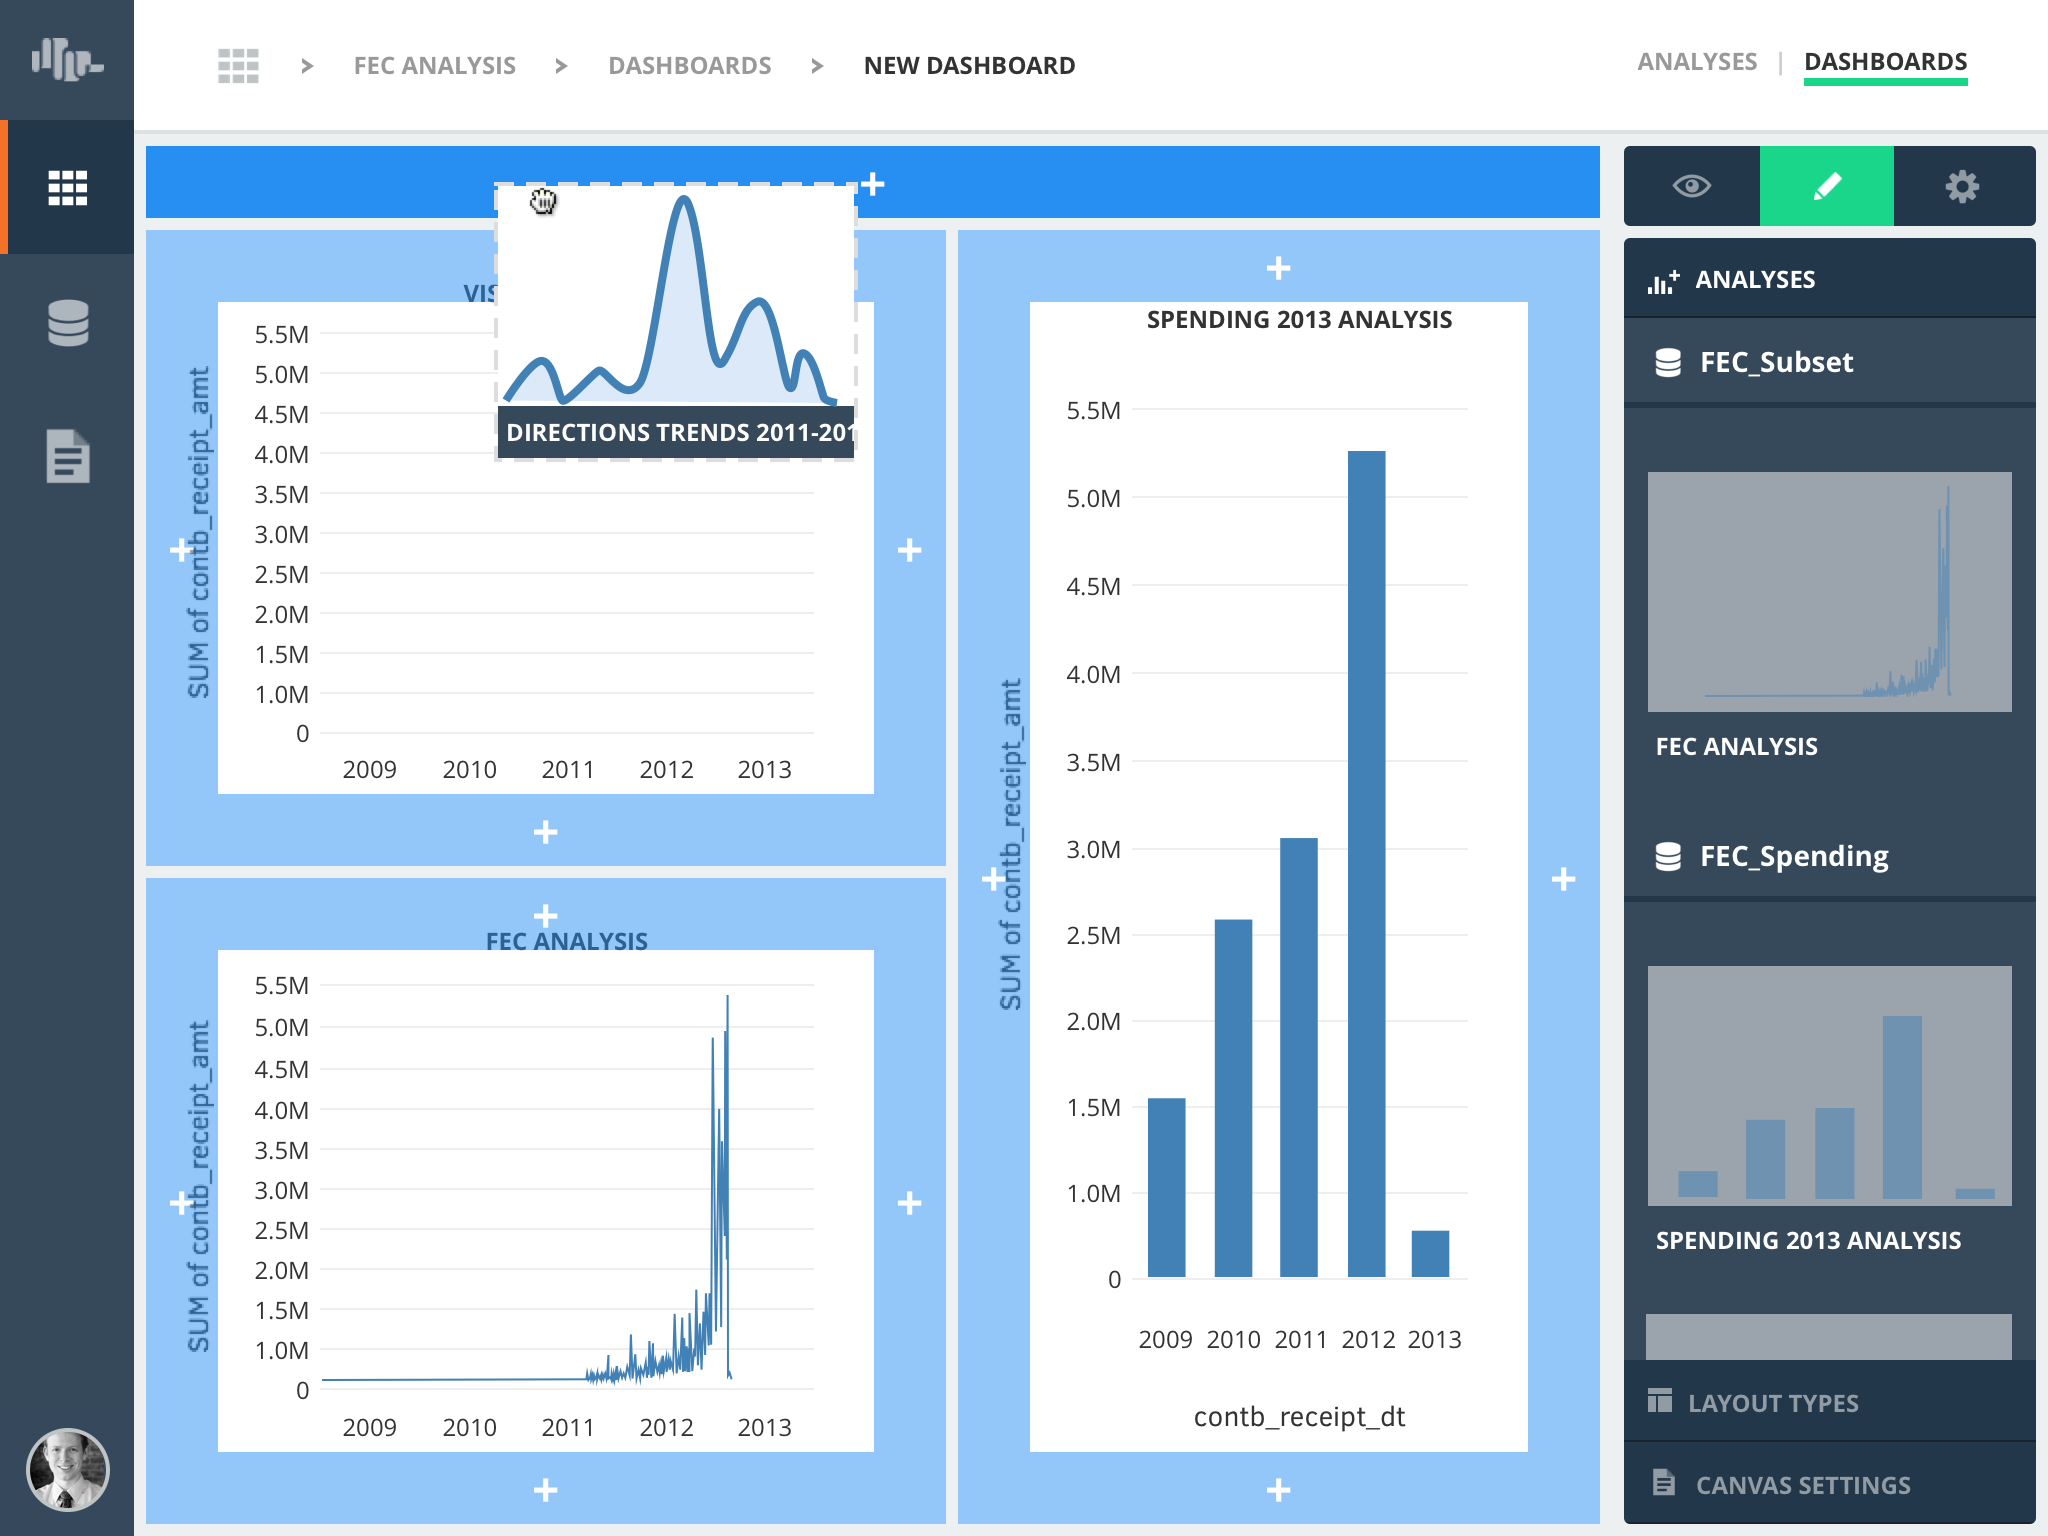 FEC ANALYSIS
DASHBOARDS
NEW DASHBOARD
ANALYSES | DASHBOARDS
VIS
SUM of contb_receipt_amt
5.5M
5.0M
4.5M
4.0M
3.5M
3.0M
2.5M
2.0M
1.5M
1.0M
0
2009 2010 2011 2012 2013
DIRECTIONS TRENDS 2011-201
FEC ANALYSIS
SUM of contb_receipt_amt
5.5M
5.0M
4.5M
4.0M
3.5M
3.0M
2.5M
2.0M
1.5M
1.0M
0
2009 2010 2011 2012 2013
SPENDING 2013 ANALYSIS
SUM of contb_receipt_amt
5.5M
5.0M
4.5M
4.0M
3.5M
3.0M
2.5M
2.0M
1.5M
1.0M
0
2009 2010 2011 2012 2013
contb_receipt_dt
ANALYSES
FEC_Subset
FEC ANALYSIS
FEC_Spending
SPENDING 2013 ANALYSIS
LAYOUT TYPES
CANVAS SETTINGS